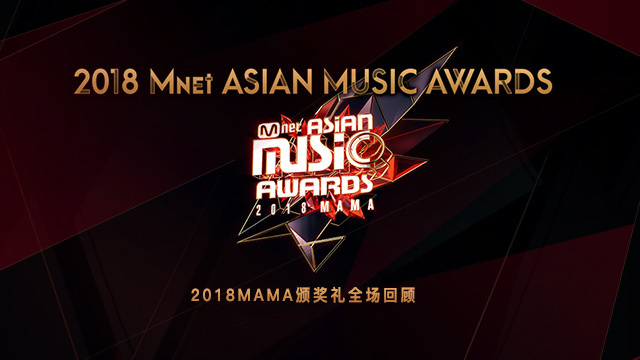 2018 Mnet ASIAN MUSIC AWARDS
Mnet ASIAN
MUSIC
AWARDS
2018 MAMA
2018MAMA颁奖礼全场回顾